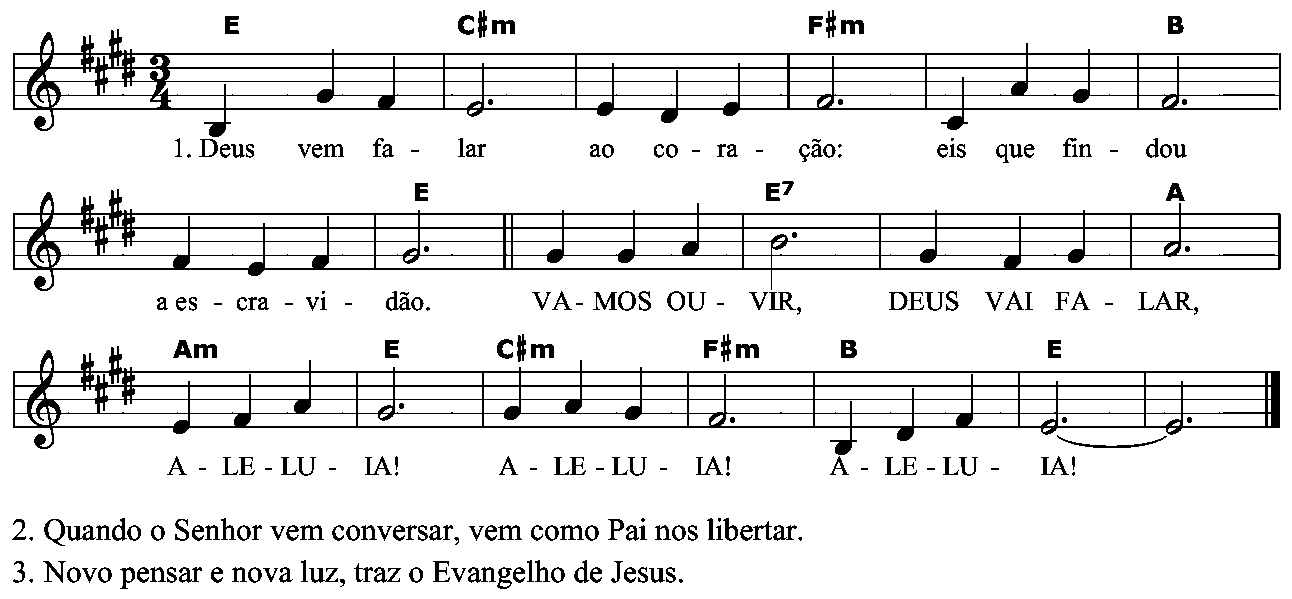 E C♯m F♯m B
3/4
1. Deus vem fa - lar ao co - ra - ção: eis que fin - dou
E E7 A
a es - cra - vi - dão. VA - MOS OU - VIR, DEUS VAI FA - LAR,
Am E C♯m F♯m B E
A - LE - LU - IA! A - LE - LU - IA! A - LE - LU - IA!
2. Quando o Senhor vem conversar, vem como Pai nos libertar.
3. Novo pensar e nova luz, traz o Evangelho de Jesus.